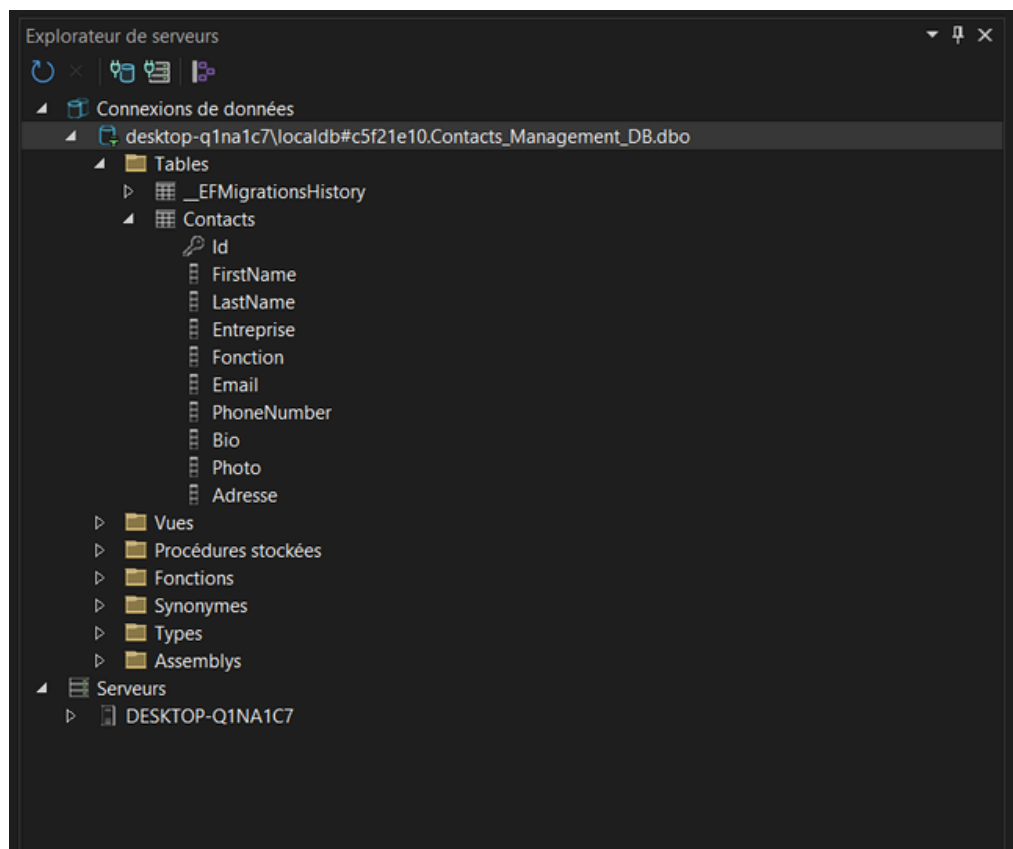 Explorateur de serveurs
Connexions de données
desktop-q1na1c7\localdb#c5f21e10.Contacts_Management_DB.dbo
Tables
__EFMigrationsHistory
Contacts
Id
FirstName
LastName
Entreprise
Fonction
Email
PhoneNumber
Bio
Photo
Adresse
Vues
Procédures stockées
Fonctions
Synonymes
Types
Assemblys
Serveurs
DESKTOP-Q1NA1C7